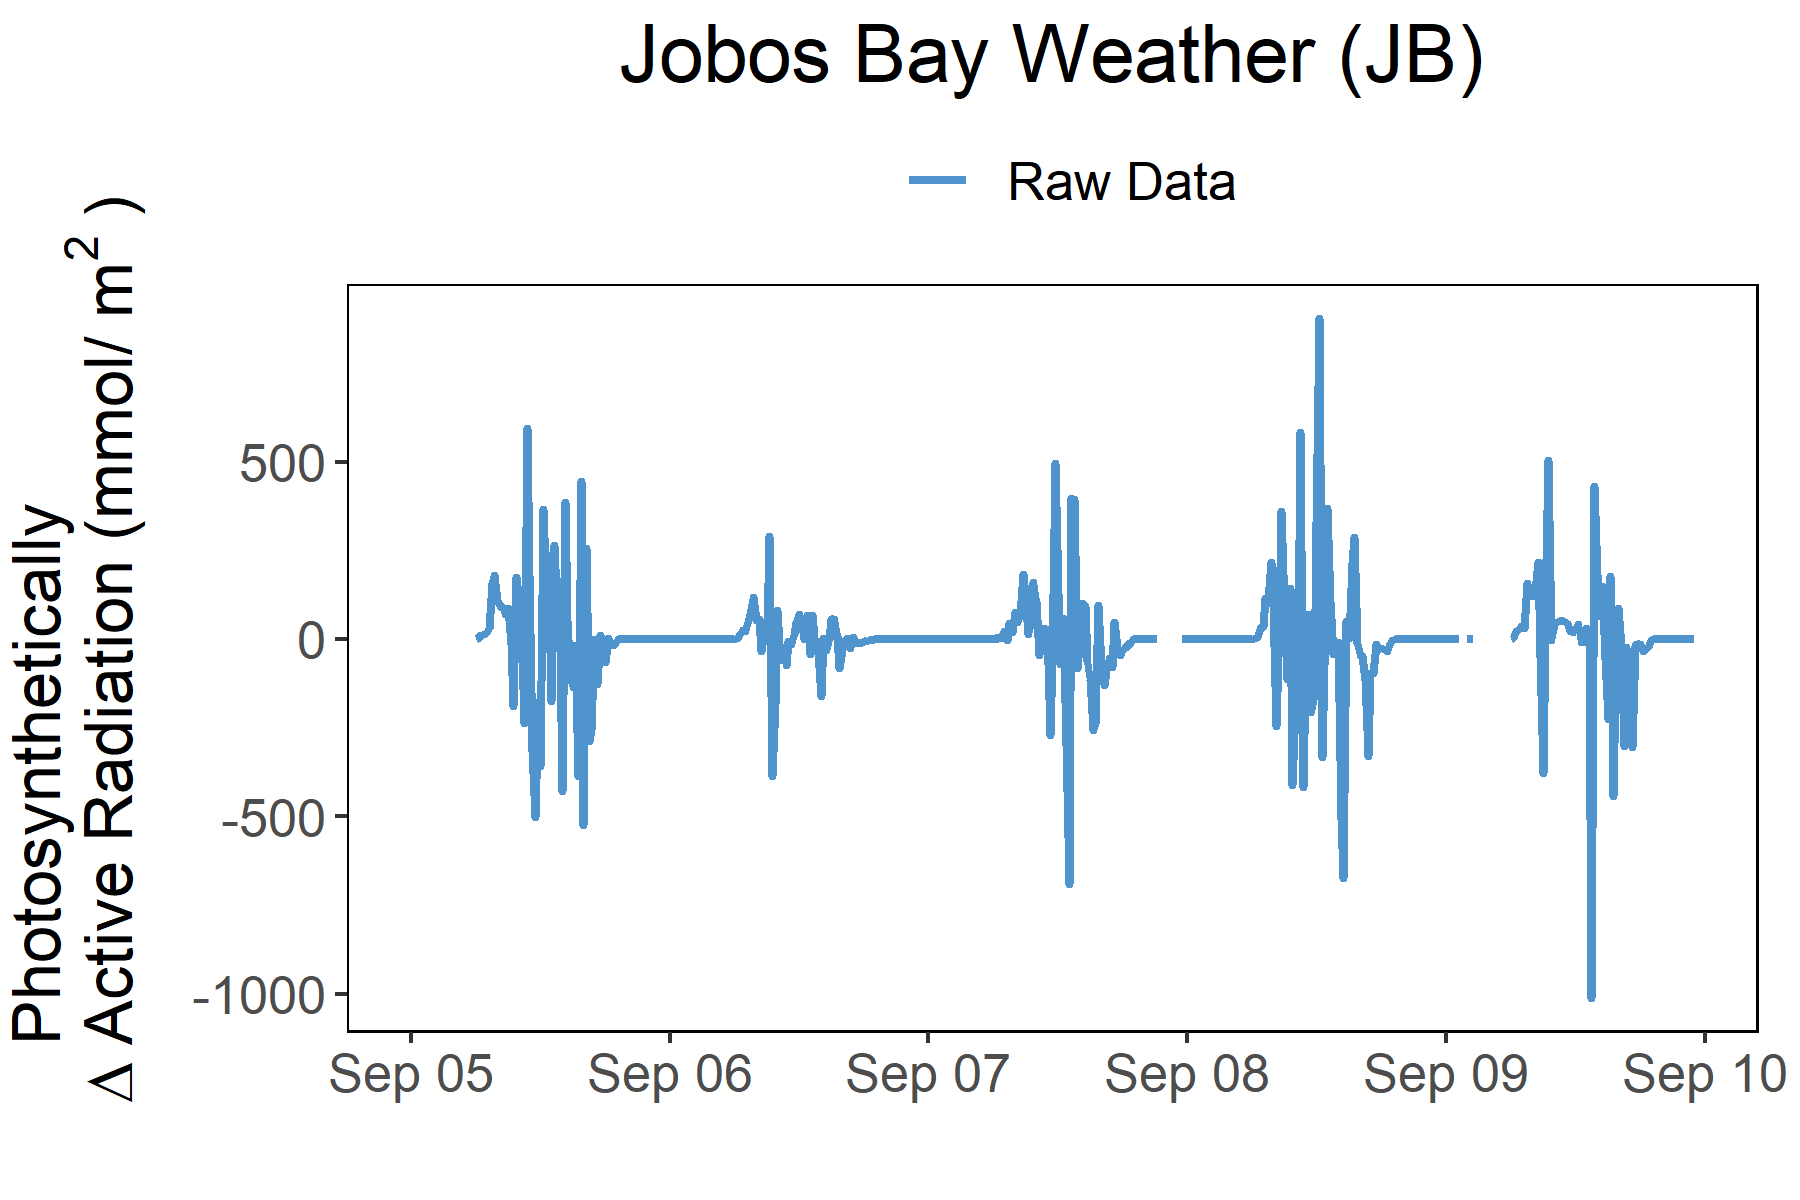 Jobos Bay Weather (JB)
Raw Data
Photosynthetically
Δ Active Radiation (mmol/ m² )
500
0
-500
-1000
Sep 05
Sep 06
Sep 07
Sep 08
Sep 09
Sep 10